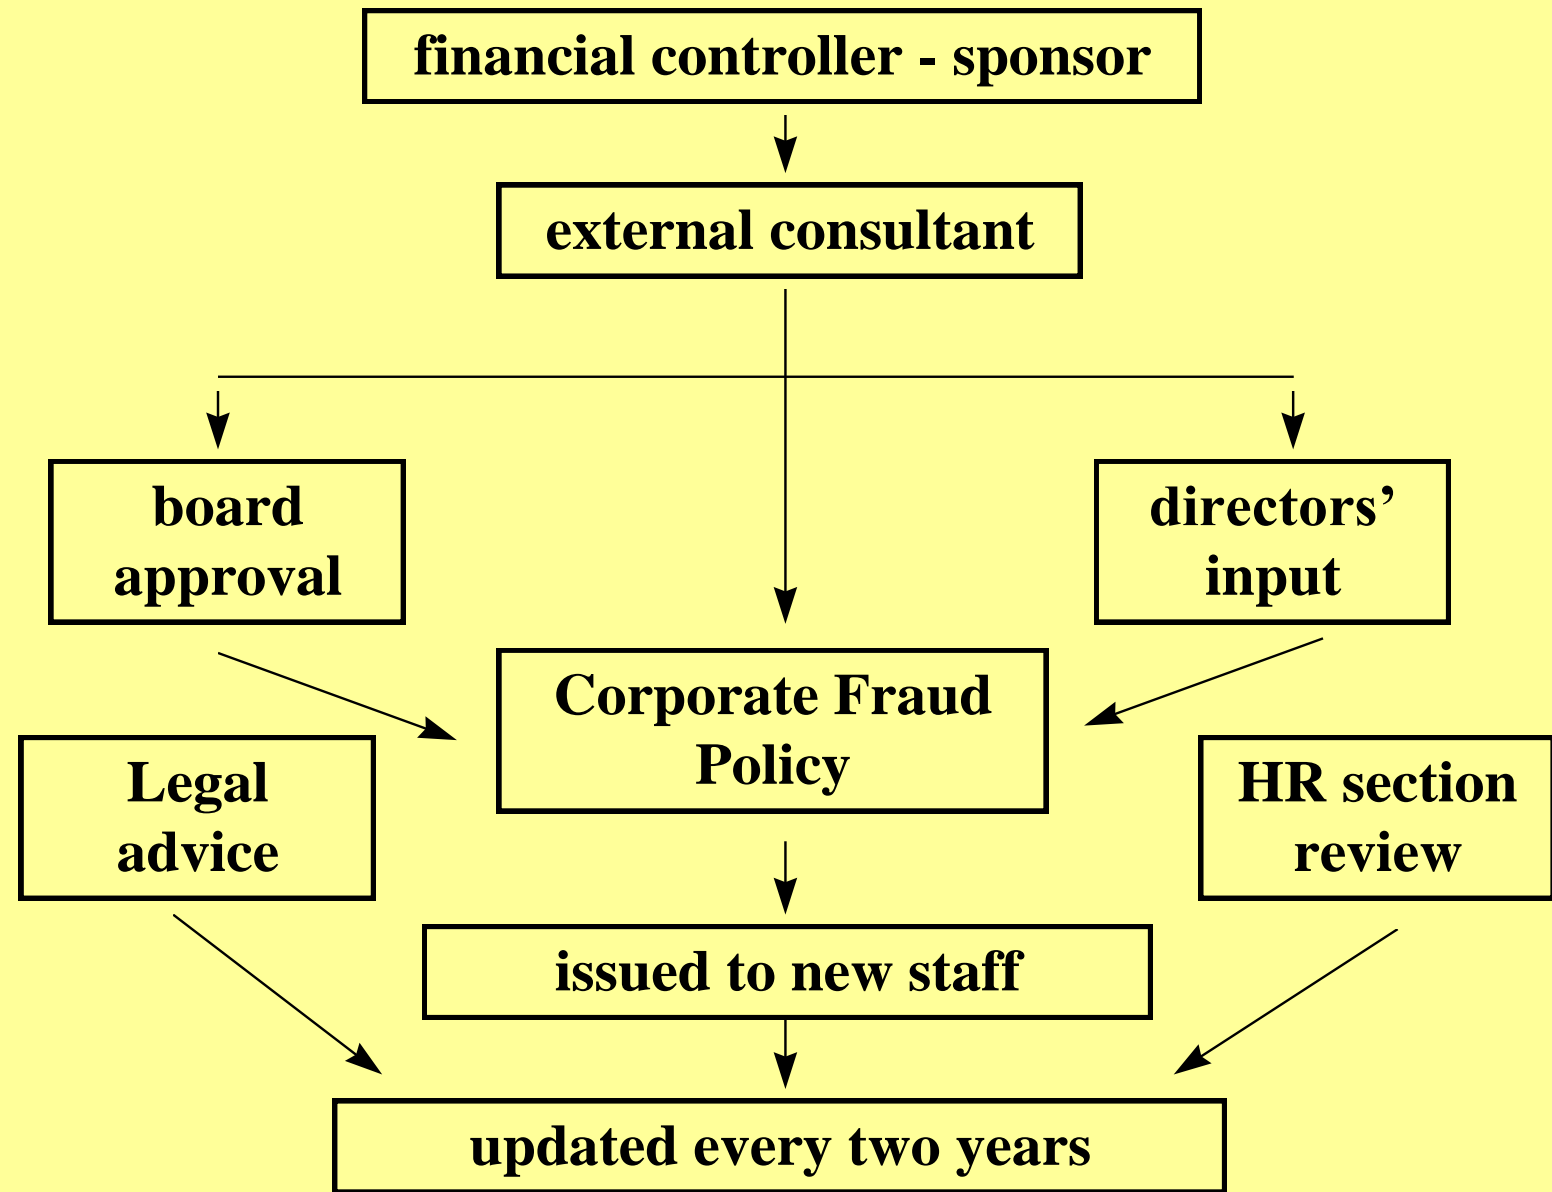 financial controller - sponsor
external consultant
board
approval
directors’
input
Corporate Fraud
Policy
Legal
advice
HR section
review
issued to new staff
updated every two years